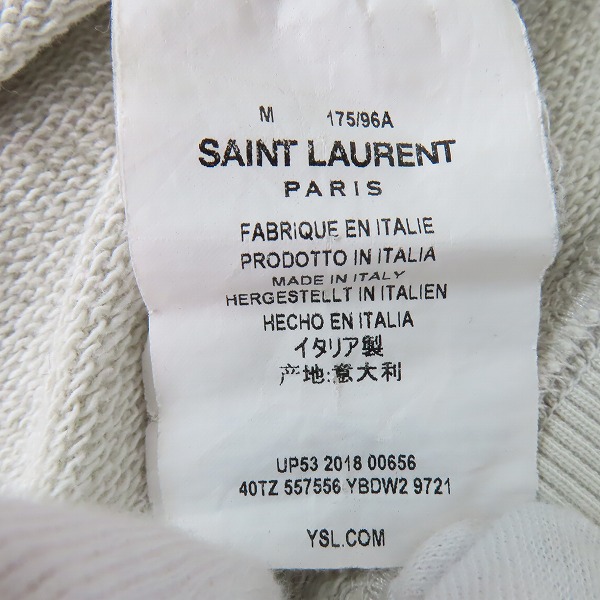 M 175/96A
SAINT LAURENT
PARIS
FABRIQUE EN ITALIE
PRODOTTO IN ITALIA
MADE IN ITALY
HERGESTELLT IN ITALIEN
HECHO EN ITALIA
イタリア製
产地:意大利
UP53 2018 00656
40TZ 557556 YBDW2 9721
YSL.COM